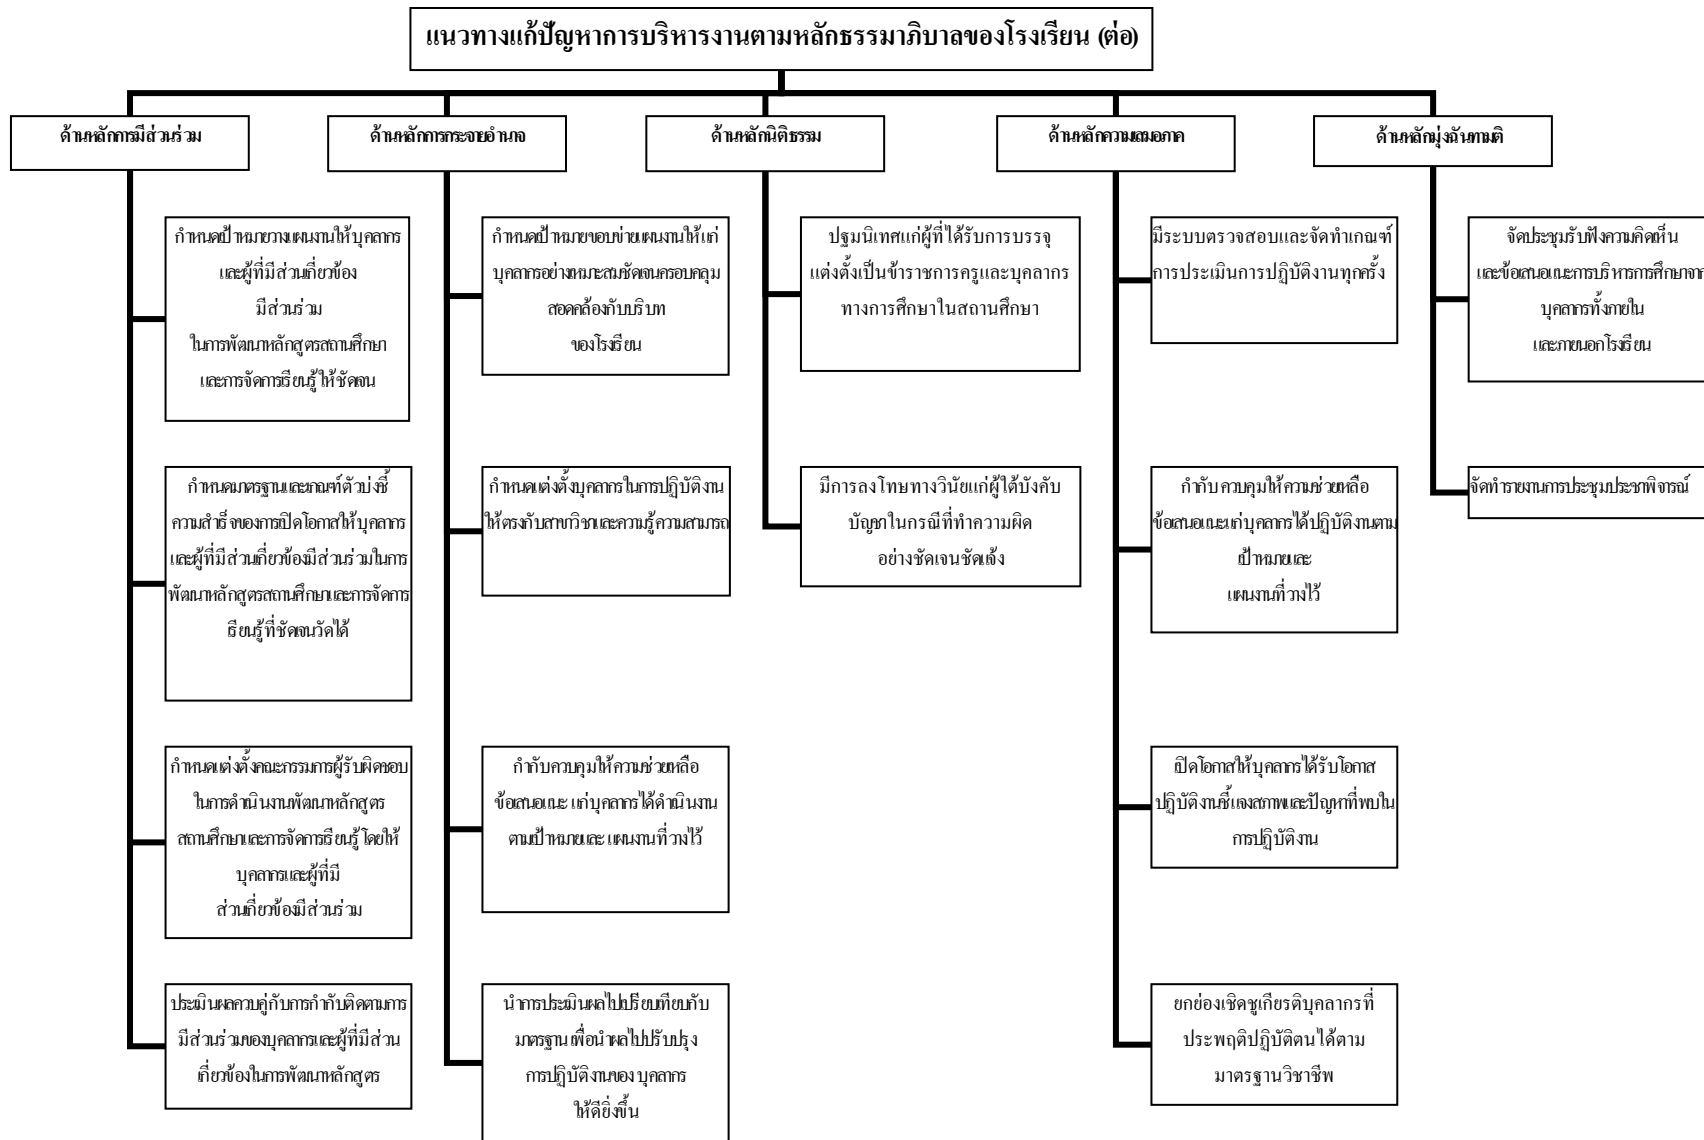 แนวทางแก้ปัญหาการบริหารงานตามหลักธรรมาภิบาลของโรงเรียน (ต่อ)
ด้านหลักการมีส่วนร่วม
กำหนดเป้าหมายวางแผนงานให้บุคลากร
และผู้ที่มีส่วนเกี่ยวข้อง
มีส่วนร่วม
ในการพัฒนาหลักสูตรสถานศึกษา
และการจัดการเรียนรู้ให้ชัดเจน
กำหนดมาตรฐานและเกณฑ์ตัวบ่งชี้
ความสำเร็จของการเปิดโอกาสให้บุคลากร
และผู้ที่มีส่วนเกี่ยวข้องมีส่วนร่วมในการ
พัฒนาหลักสูตรสถานศึกษาและการจัดการ
เรียนรู้ที่ชัดเจนวัดได้
กำหนดแต่งตั้งคณะกรรมการผู้รับผิดชอบ
ในการดำเนินงานพัฒนาหลักสูตร
สถานศึกษาและการจัดการเรียนรู้ โดยให้
บุคลากรและผู้ที่มี
ส่วนเกี่ยวข้องมีส่วนร่วม
ประเมินผลควบคู่กับการกำกับติดตามการ
มีส่วนร่วมของบุคลากรและผู้ที่มีส่วน
เกี่ยวข้องในการพัฒนาหลักสูตร
ด้านหลักการกระจายอำนาจ
กำหนดเป้าหมายขอบข่ายแผนงานให้แก่
บุคลากรอย่างเหมาะสมชัดเจนครอบคลุม
สอดคล้องกับบริบท
ของโรงเรียน
กำหนดแต่งตั้งบุคลากรในการปฏิบัติงาน
ให้ตรงกับสาขาวิชาและความรู้ความสามารถ
กำกับควบคุมให้ความช่วยเหลือ
ข้อเสนอแนะ แก่บุคลากรได้ดำเนินงาน
ตามเป้าหมายและ แผนงานที่วางไว้
นำการประเมินผลไปเปรียบเทียบกับ
มาตรฐานเพื่อนำผลไปปรับปรุง
การปฏิบัติงานของ บุคลากร
ให้ดียิ่งขึ้น
ด้านหลักนิติธรรม
ปฐมนิเทศแก่ผู้ที่ได้รับการบรรจุ
แต่งตั้งเป็นข้าราชการครูและบุคลากร
ทางการศึกษาในสถานศึกษา
มีการลงโทษทางวินัยแก่ผู้ใต้บังคับ
บัญชาในกรณีที่ทำความผิด
อย่างชัดเจนชัดแจ้ง
ด้านหลักความเสมอภาค
มีระบบตรวจสอบและจัดทำเกณฑ์
การประเมินการปฏิบัติงานทุกครั้ง
กำกับ ควบคุมให้ความช่วยเหลือ
ข้อเสนอแนะแก่บุคลากรได้ปฏิบัติงานตาม
เป้าหมายและ
แผนงานที่วางไว้
เปิดโอกาสให้บุคลากรได้รับโอกาส
ปฏิบัติงานชี้แจงสภาพและปัญหาที่พบใน
การปฏิบัติงาน
ยกย่องเชิดชูเกียรติบุคลากรที่
ประพฤติปฏิบัติตนได้ตาม
มาตรฐานวิชาชีพ
ด้านหลักมุ่งฉันทามติ
จัดประชุมรับฟังความคิดเห็น
และข้อเสนอแนะการบริหารการศึกษาจาก
บุคลากรทั้งภายใน
และภายนอกโรงเรียน
จัดทำรายงานการประชุมประชาพิจารณ์